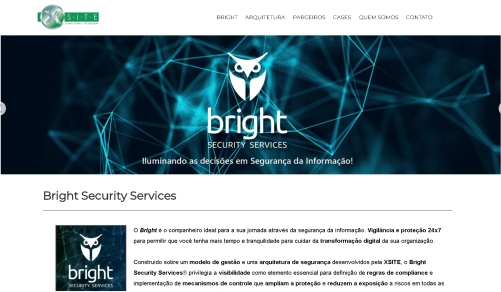 XSITE
BRIGHT ARQUITETURA PARCEIROS CASES QUEM SOMOS CONTATO
bright
SECURITY SERVICES
Iluminando as decisões em Segurança da Informação!
Bright Security Services
bright
SECURITY SERVICES
O Bright é o companheiro ideal para a sua jornada através da segurança da informação. Vigilância e proteção 24x7
para permitir que você tenha mais tempo e tranquilidade para cuidar da transformação digital da sua organização.
Construído sobre um modelo de gestão e uma arquitetura de segurança desenvolvidos pela XSITE, o Bright
Security Services® privilegia a visibilidade como elemento essencial para definição de regras de compliance e
implementação de mecanismos de controle que ampliam a proteção e reduzem a exposição a riscos em todas as